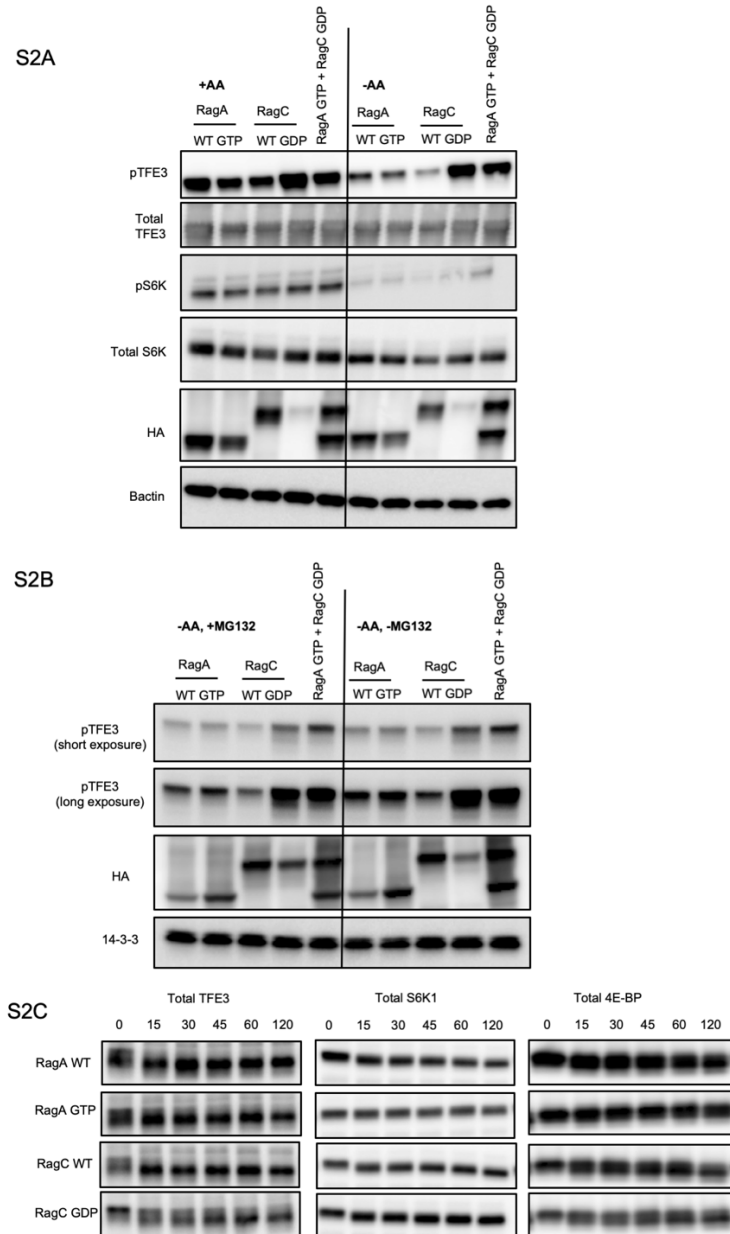 S2A
+AA
-AA
RagA RagC RagA GTP + RagC GDP RagA RagC RagA GTP + RagC GDP
WT GTP WT GDP WT GTP WT GDP
pTFE3
Total
TFE3
pS6K
Total S6K
HA
Bactin
S2B
-AA, +MG132
-AA, -MG132
RagA RagC RagA GTP + RagC GDP RagA RagC RagA GTP + RagC GDP
WT GTP WT GDP WT GTP WT GDP
pTFE3
(short exposure)
pTFE3
(long exposure)
HA
14-3-3
S2C
Total TFE3 Total S6K1 Total 4E-BP
0 15 30 45 60 120 0 15 30 45 60 120 0 15 30 45 60 120
RagA WT
RagA GTP
RagC WT
RagC GDP